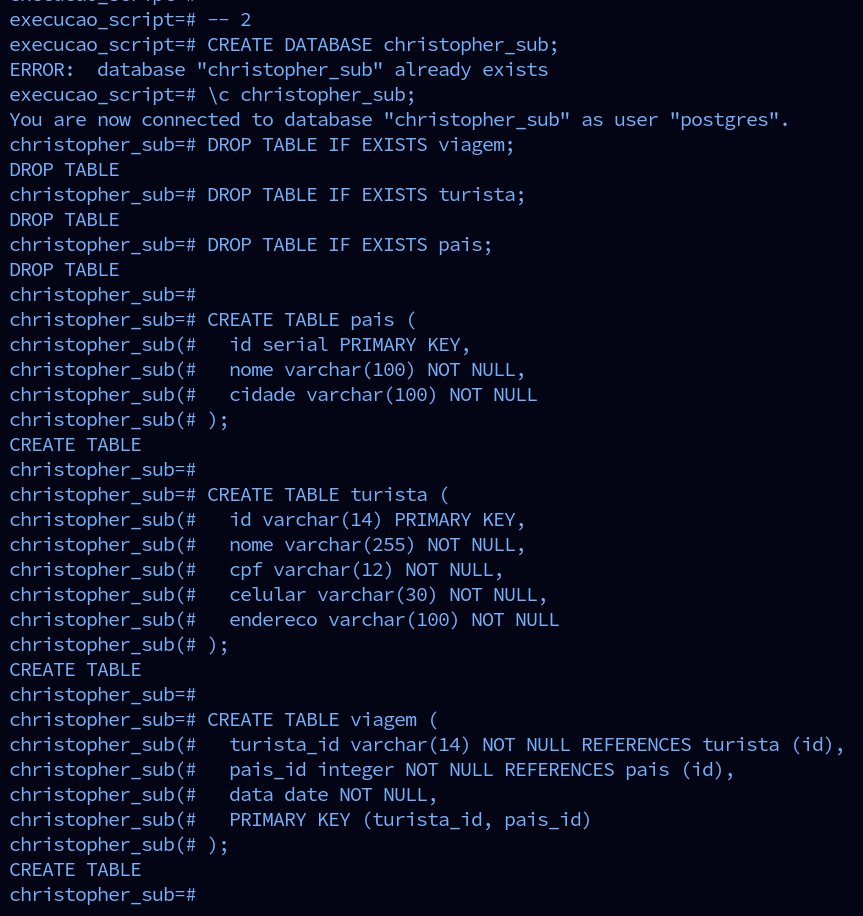 execucao_script=#
execucao_script=# -- 2
execucao_script=# CREATE DATABASE christopher_sub;
ERROR:  database "christopher_sub" already exists
execucao_script=# \c christopher_sub;
You are now connected to database "christopher_sub" as user "postgres".
christopher_sub=# DROP TABLE IF EXISTS viagem;
DROP TABLE
christopher_sub=# DROP TABLE IF EXISTS turista;
DROP TABLE
christopher_sub=# DROP TABLE IF EXISTS pais;
DROP TABLE
christopher_sub=#
christopher_sub=# CREATE TABLE pais (
christopher_sub(#   id serial PRIMARY KEY,
christopher_sub(#   nome varchar(100) NOT NULL,
christopher_sub(#   cidade varchar(100) NOT NULL
christopher_sub(# );
CREATE TABLE
christopher_sub=#
christopher_sub=# CREATE TABLE turista (
christopher_sub(#   id varchar(14) PRIMARY KEY,
christopher_sub(#   nome varchar(255) NOT NULL,
christopher_sub(#   cpf varchar(12) NOT NULL,
christopher_sub(#   celular varchar(30) NOT NULL,
christopher_sub(#   endereco varchar(100) NOT NULL
christopher_sub(# );
CREATE TABLE
christopher_sub=#
christopher_sub=# CREATE TABLE viagem (
christopher_sub(#   turista_id varchar(14) NOT NULL REFERENCES turista (id),
christopher_sub(#   pais_id integer NOT NULL REFERENCES pais (id),
christopher_sub(#   data date NOT NULL,
christopher_sub(#   PRIMARY KEY (turista_id, pais_id)
christopher_sub(# );
CREATE TABLE
christopher_sub=#